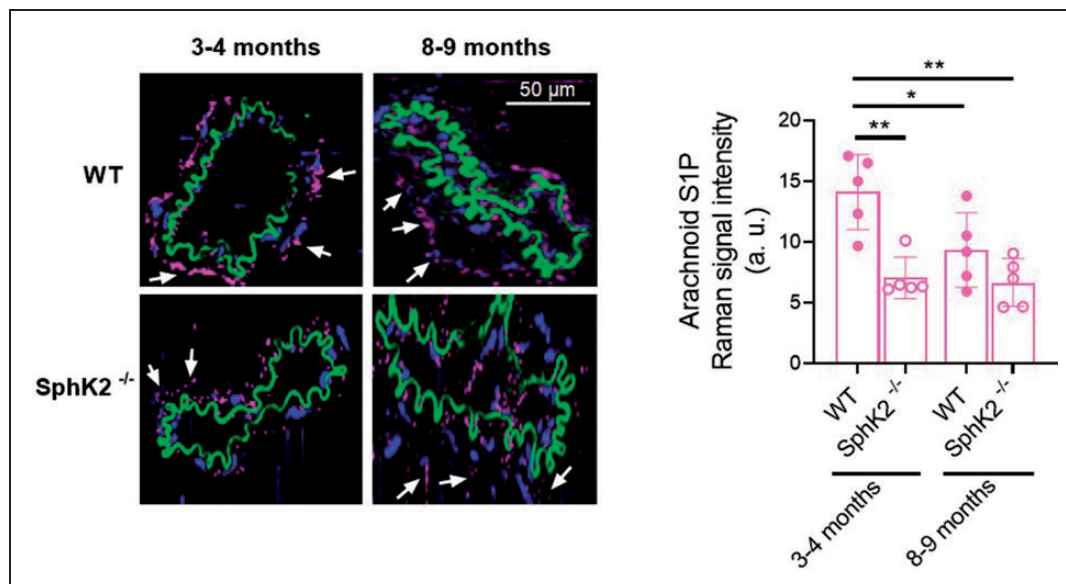 3-4 months
8-9 months
50 µm
WT
SphK2 -/-
**
*
**
20
15
10
5
0
Arachnoid S1P
Raman signal intensity
(a. u.)
WT
SphK2 -/-
WT
SphK2 -/-
3-4 months
8-9 months